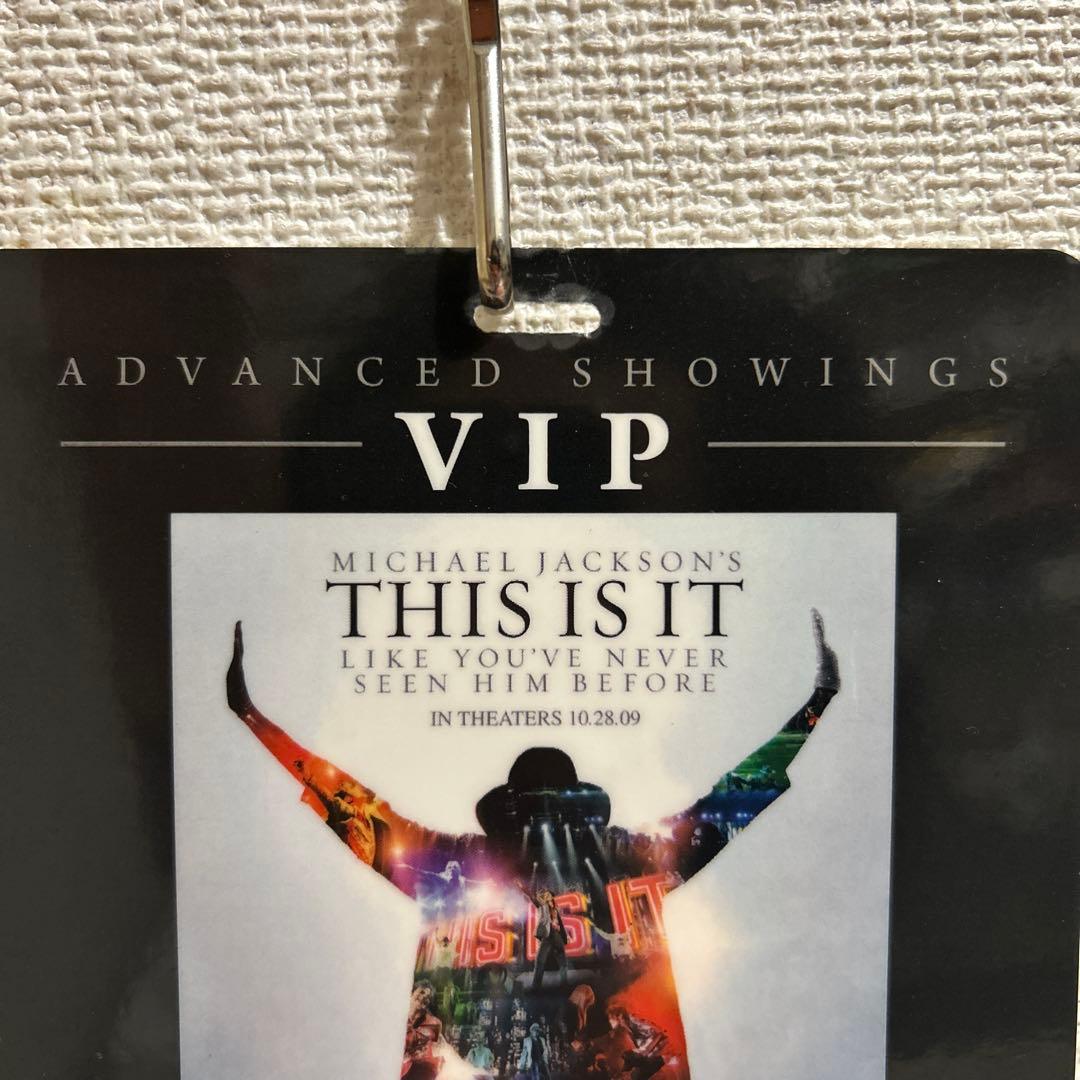 ADVANCED SHOWINGS
VIP
MICHAEL JACKSON'S
THIS IS IT
LIKE YOU'VE NEVER
SEEN HIM BEFORE
IN THEATERS 10.28.09
THIS IS IT